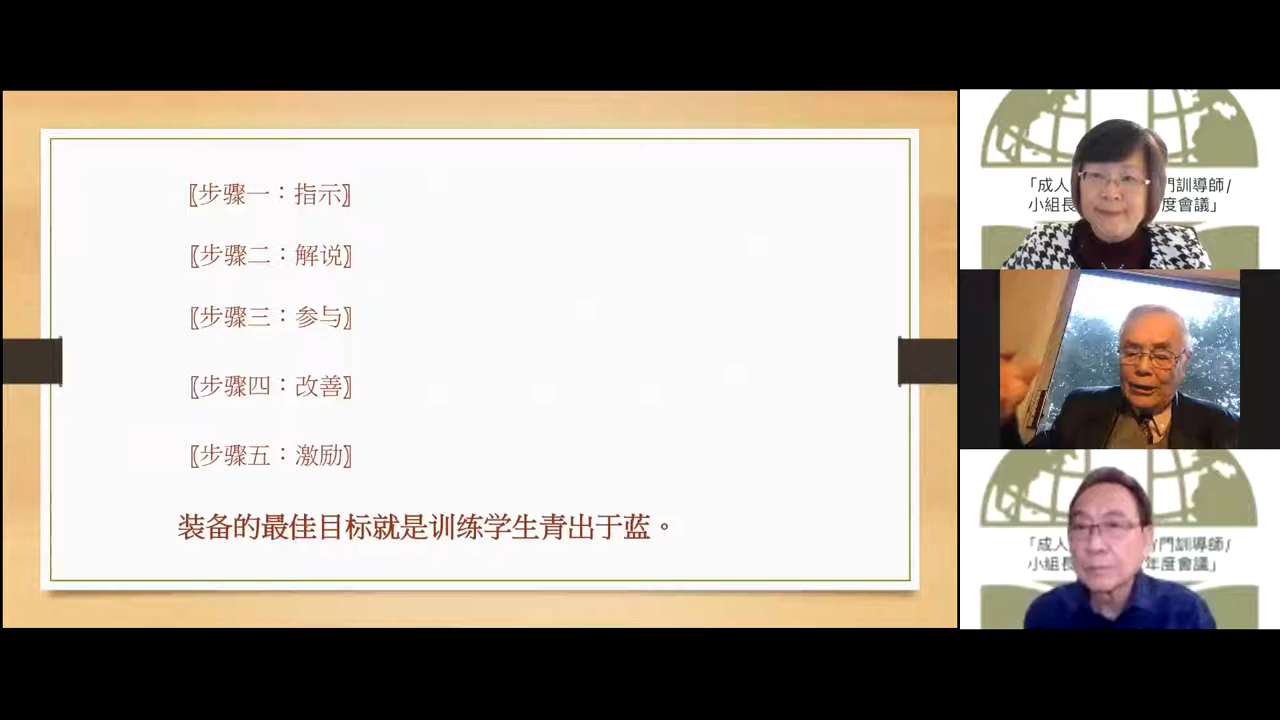 〖步骤一：指示〗
〖步骤二：解说〗
〖步骤三：参与〗
〖步骤四：改善〗
〖步骤五：激励〗
装备的最佳目标就是训练学生青出于蓝。
「成人 門訓導師/
小組長 度會議」
「成人 /門訓導師/
小組長 年度會議」